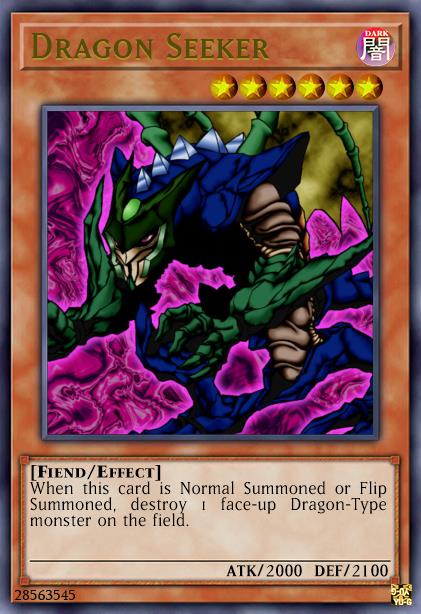 Dragon Seeker
DARK
闇
[Fiend/Effect]
When this card is Normal Summoned or Flip
Summoned, destroy 1 face-up Dragon-Type
monster on the field.
ATK/2000 DEF/2100
28563545